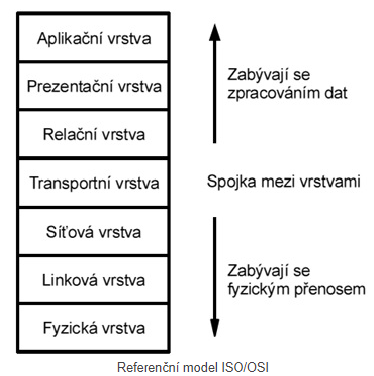 Aplikační vrstva
Prezentační vrstva
Relační vrstva
Transportní vrstva
Síťová vrstva
Linková vrstva
Fyzická vrstva
Zabývají se
zpracováním dat
Spojka mezi vrstvami
Zabývají se
fyzickým přenosem
Referenční model ISO/OSI